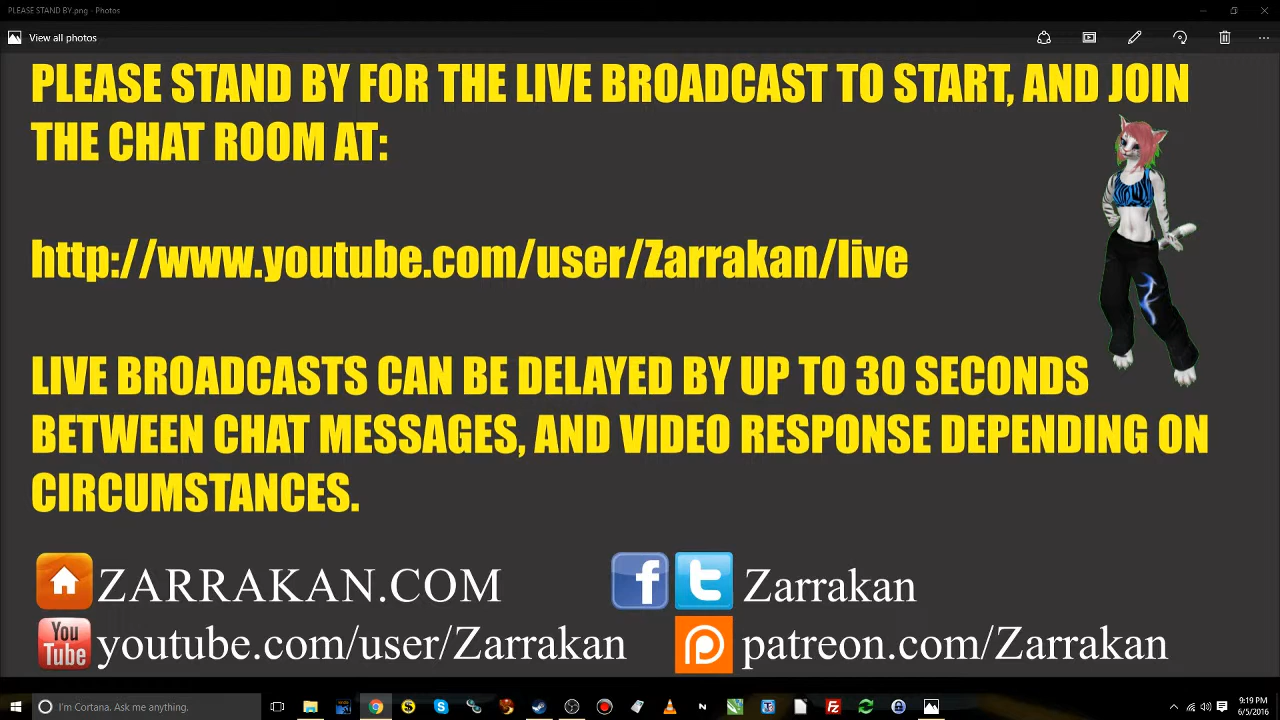 PLEASE STAND BY.png - Photos
View all photos
PLEASE STAND BY FOR THE LIVE BROADCAST TO START, AND JOIN
THE CHAT ROOM AT:
http://www.youtube.com/user/Zarrakan/live
LIVE BROADCASTS CAN BE DELAYED BY UP TO 30 SECONDS
BETWEEN CHAT MESSAGES, AND VIDEO RESPONSE DEPENDING ON
CIRCUMSTANCES.
ZARRAKAN.COM
f t Zarrakan
You Tube youtube.com/user/Zarrakan
patreon.com/Zarrakan
I'm Cortana. Ask me anything.
9:19 PM
6/5/2016